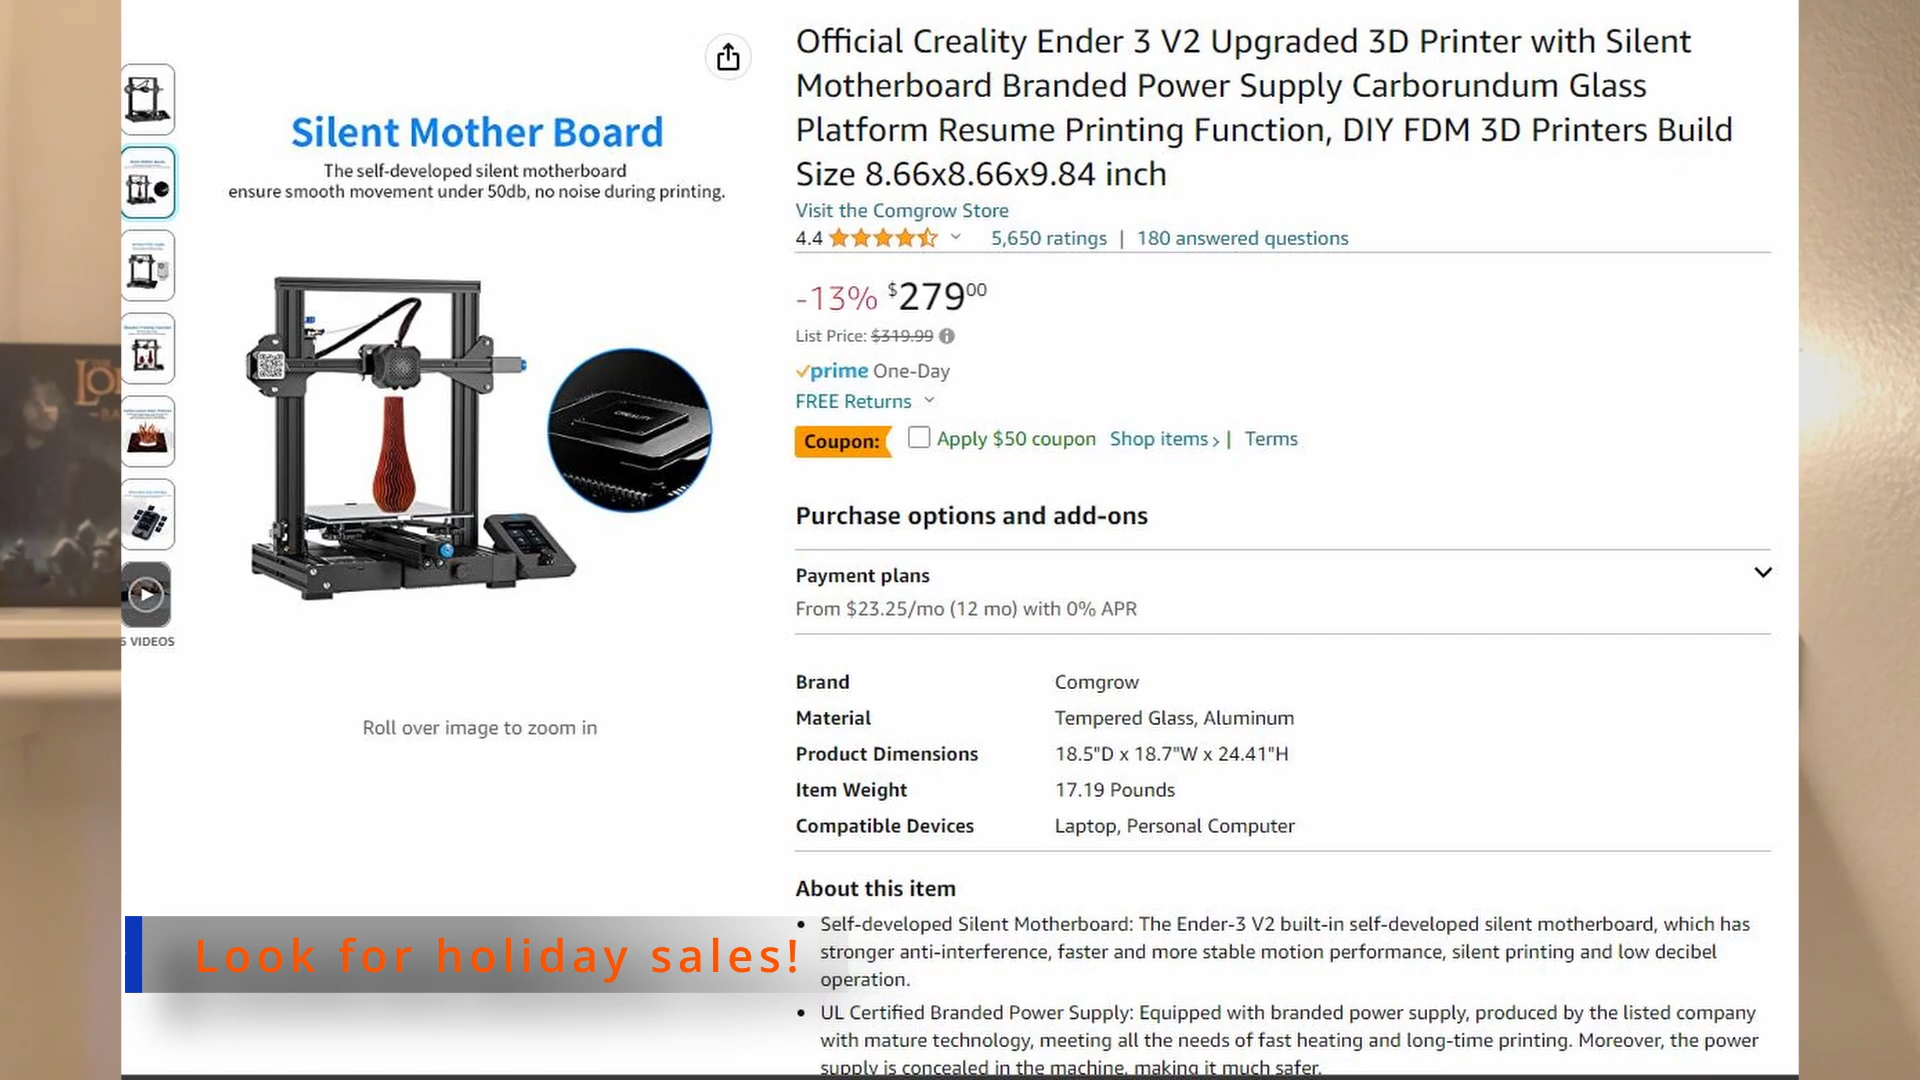 Official Creality Ender 3 V2 Upgraded 3D Printer with Silent
Motherboard Branded Power Supply Carborundum Glass
Platform Resume Printing Function, DIY FDM 3D Printers Build
Size 8.66x8.66x9.84 inch
Visit the Comgrow Store
4.4
5,650 ratings | 180 answered questions
Silent Mother Board
The self-developed silent motherboard
ensure smooth movement under 50db, no noise during printing.
CREALITY
-13% $27900
List Price: $319.99
prime One-Day
FREE Returns
Coupon: Apply $50 coupon Shop items › | Terms
Purchase options and add-ons
Payment plans
From $23.25/mo (12 mo) with 0% APR
VIDEOS
Roll over image to zoom in
Brand Comgrow
Material Tempered Glass, Aluminum
Product Dimensions 18.5"D x 18.7"W x 24.41"H
Item Weight 17.19 Pounds
Compatible Devices Laptop, Personal Computer
About this item
• Self-developed Silent Motherboard: The Ender-3 V2 built-in self-developed silent motherboard, which has
stronger anti-interference, faster and more stable motion performance, silent printing and low decibel
operation.
• UL Certified Branded Power Supply: Equipped with branded power supply, produced by the listed company
with mature technology, meeting all the needs of fast heating and long-time printing. Moreover, the power
supply is concealed in the machine, making it much safer.
Look for holiday sales!